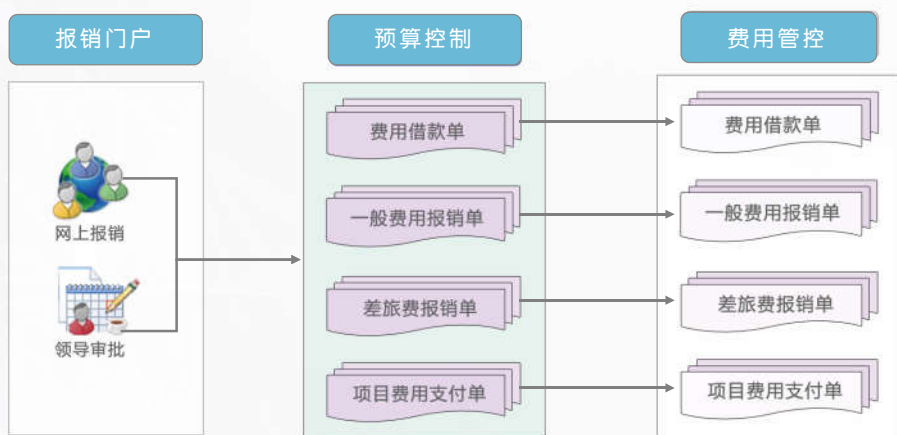 报销门户
预算控制
费用管控
网上报销
领导审批
费用借款单
一般费用报销单
差旅费报销单
项目费用支付单
费用借款单
一般费用报销单
差旅费报销单
项目费用支付单